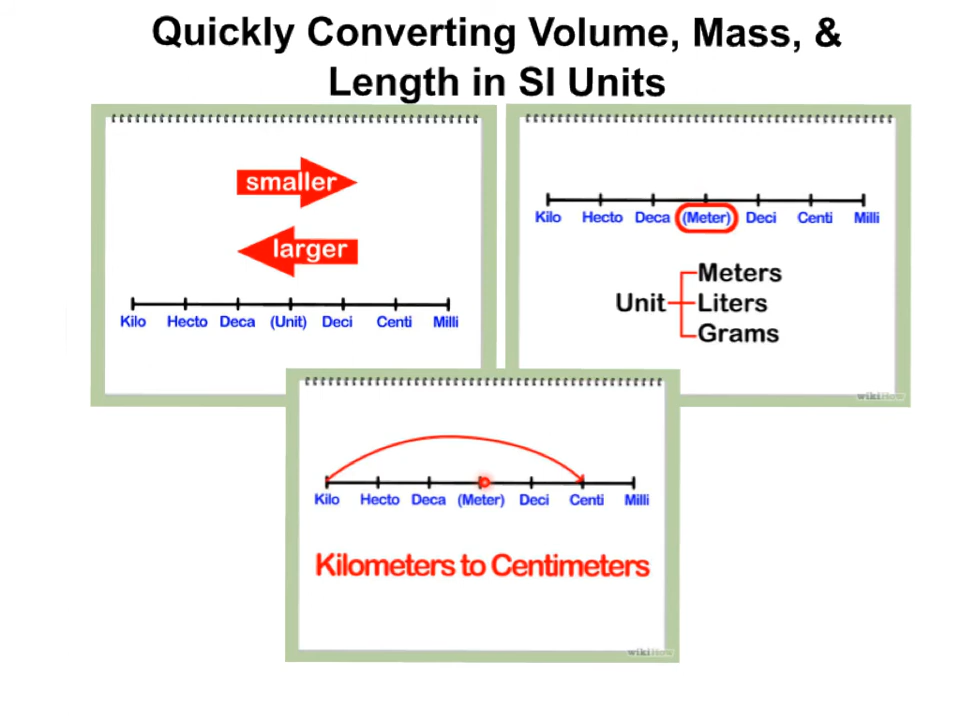 Quickly Converting Volume, Mass, &
Length in SI Units
smaller
larger
Kilo Hecto Deca (Unit) Deci Centi Milli
Kilo Hecto Deca (Meter) Deci Centi Milli
Meters
Unit Liters
Grams
wikiHow
Kilo Hecto Deca (Meter) Deci Centi Milli
Kilometers to Centimeters
wikiHow